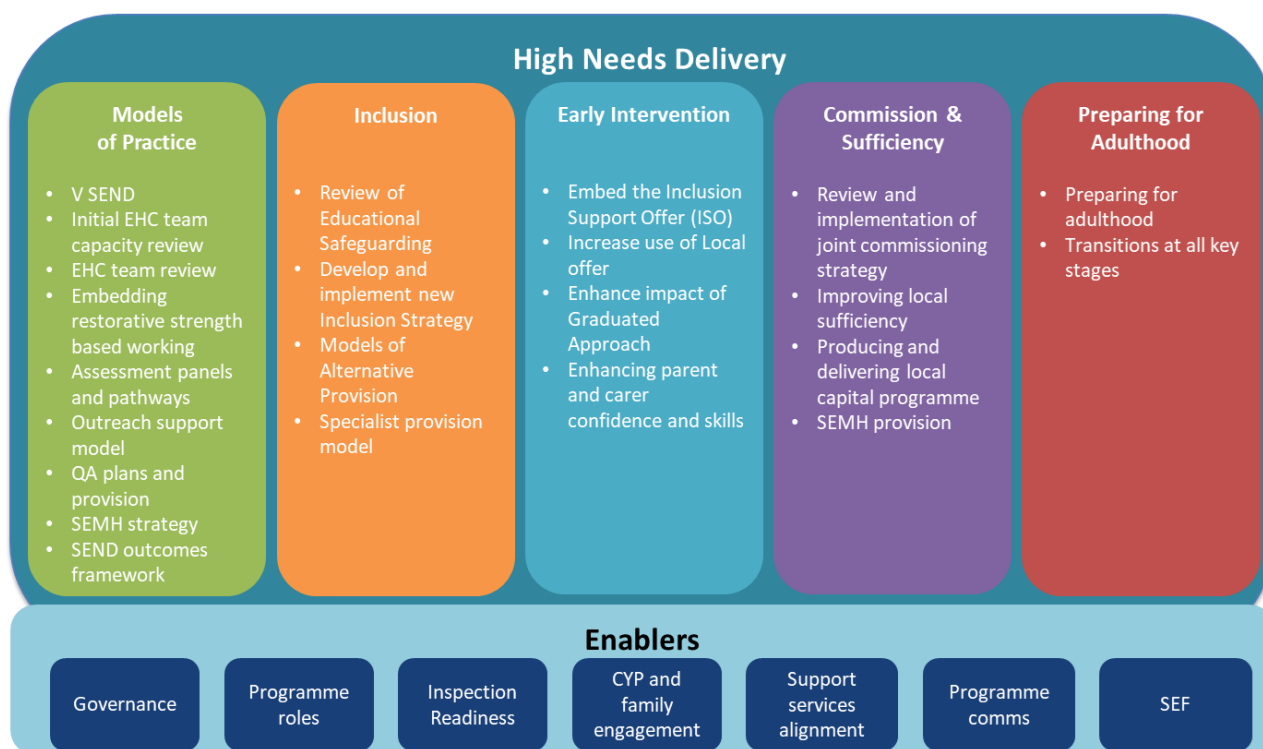 High Needs Delivery
Models
of Practice
• V SEND
• Initial EHC team
capacity review
• EHC team review
• Embedding
restorative strength
based working
• Assessment panels
and pathways
• Outreach support
model
• QA plans and
provision
• SEMH strategy
• SEND outcomes
framework
Inclusion
• Review of
Educational
Safeguarding
• Develop and
implement new
Inclusion Strategy
• Models of
Alternative
Provision
• Specialist provision
model
Early Intervention
• Embed the Inclusion
Support Offer (ISO)
• Increase use of Local
offer
• Enhance impact of
Graduated
Approach
• Enhancing parent
and carer
confidence and skills
Commission &
Sufficiency
• Review and
implementation of
joint commissioning
strategy
• Improving local
sufficiency
• Producing and
delivering local
capital programme
• SEMH provision
Preparing for
Adulthood
• Preparing for
adulthood
• Transitions at all key
stages
Enablers
Governance
Programme
roles
Inspection
Readiness
CYP and
family
engagement
Support
services
alignment
Programme
comms
SEF